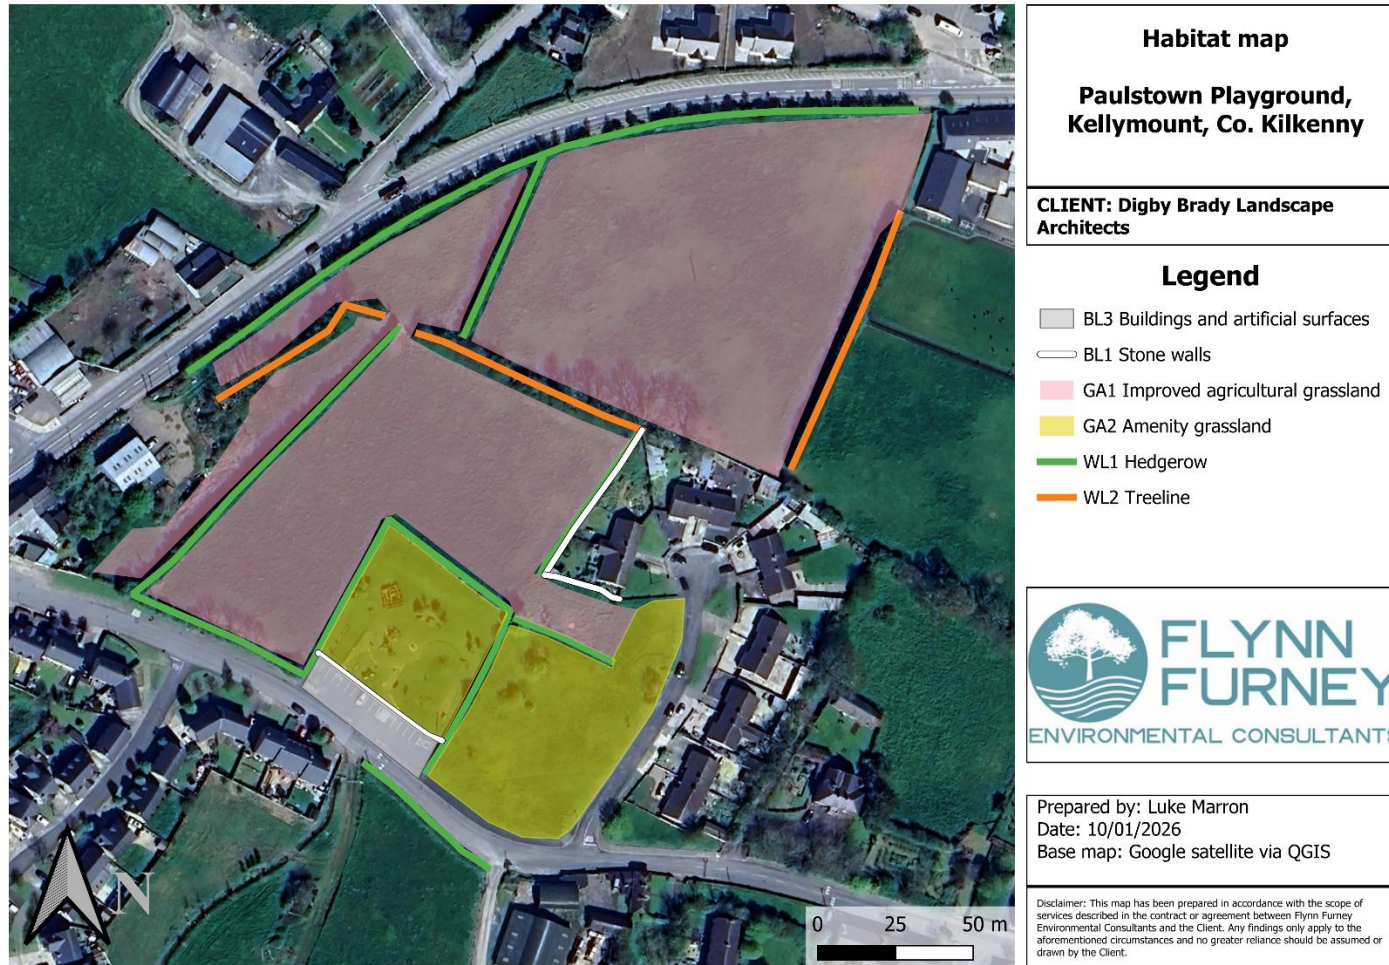 Habitat map
Paulstown Playground,
Kellymount, Co. Kilkenny
CLIENT: Digby Brady Landscape
Architects
Legend
BL3 Buildings and artificial surfaces
BL1 Stone walls
GA1 Improved agricultural grassland
GA2 Amenity grassland
WL1 Hedgerow
WL2 Treeline
FLYNN
FURNEY
ENVIRONMENTAL CONSULTANTS
Prepared by: Luke Marron
Date: 10/01/2026
Base map: Google satellite via QGIS
Disclaimer: This map has been prepared in accordance with the scope of
services described in the contract or agreement between Flynn Furney
Environmental Consultants and the Client. Any findings only apply to the
aforementioned circumstances and no greater reliance should be assumed or
drawn by the Client.
N
0 25 50 m